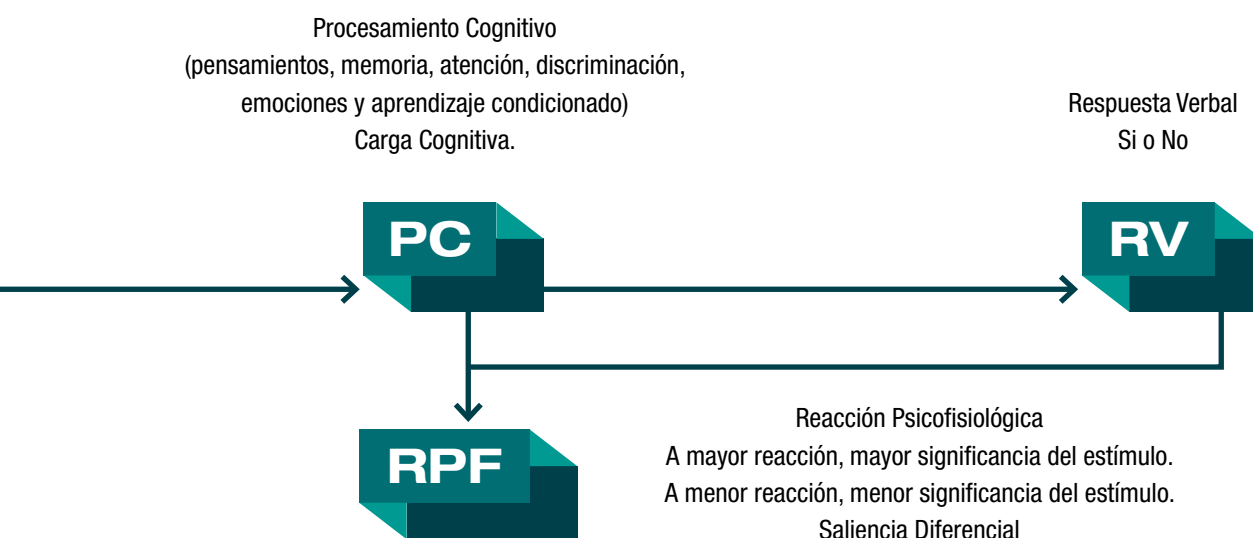 Procesamiento Cognitivo
(pensamientos, memoria, atención, discriminación,
emociones y aprendizaje condicionado)
Carga Cognitiva.
Respuesta Verbal
Si o No
PC
RV
Reacción Psicofisiológica
A mayor reacción, mayor significancia del estímulo.
A menor reacción, menor significancia del estímulo.
Saliencia Diferencial
RPF